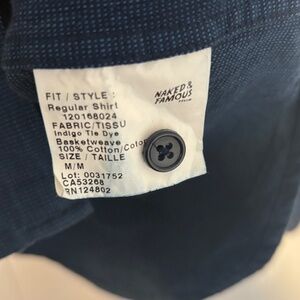 FIT / STYLE :
Regular Shirt
120168024
FABRIC/TISSU
Indigo Tie Dye
Basketweave
100% Cotton/Coton
SIZE / TAILLE
M/M
Lot: 0031752
CA53268
RN124802
NAKED &
FAMOUS